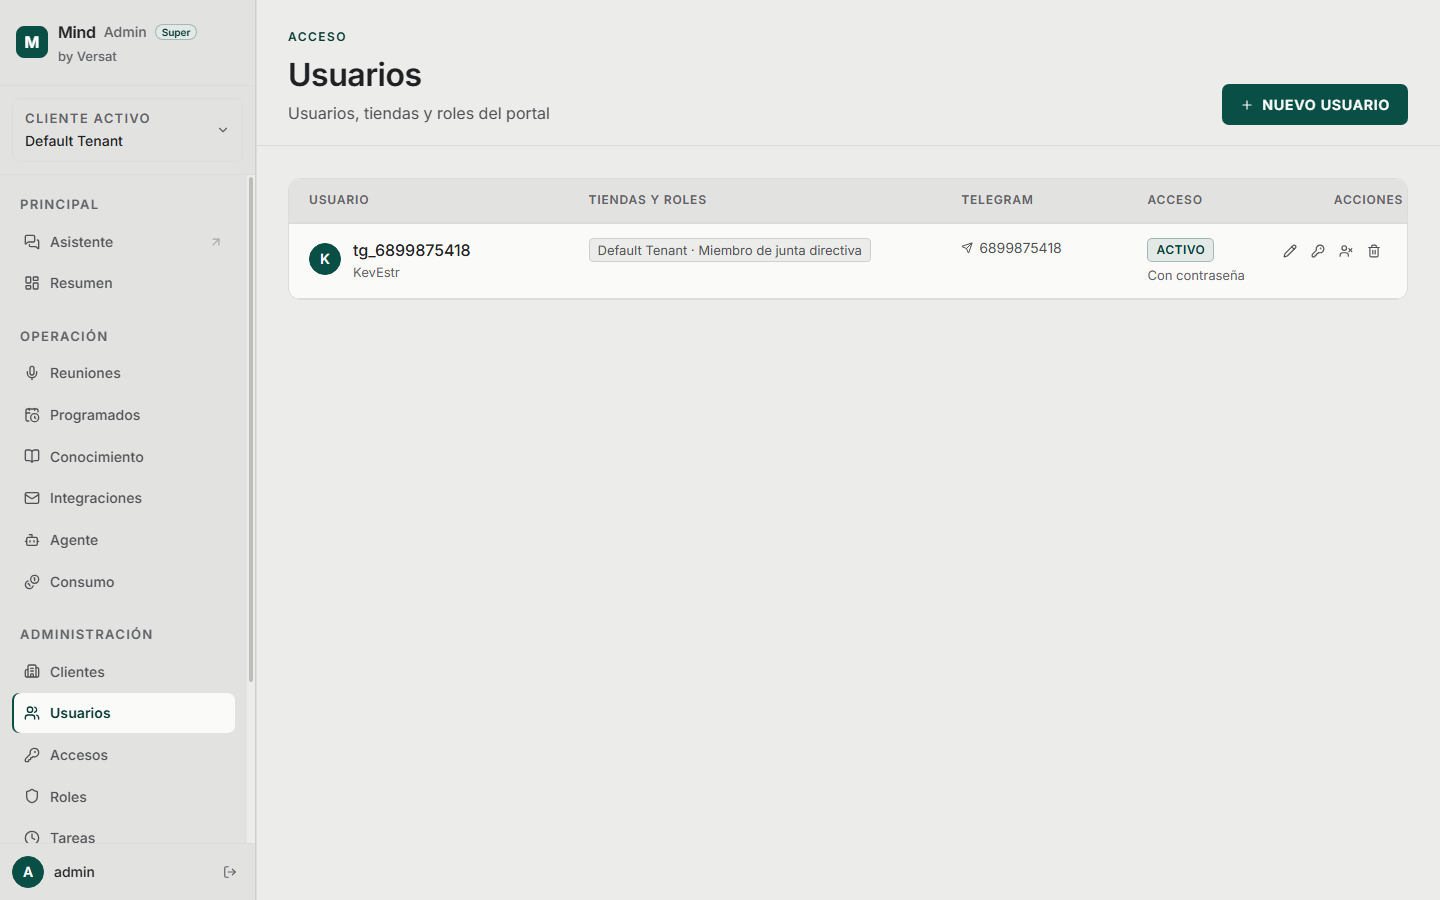 M
Mind Admin Super
by Versat
CLIENTE ACTIVO
Default Tenant
PRINCIPAL
Asistente
Resumen
OPERACIÓN
Reuniones
Programados
Conocimiento
Integraciones
Agente
Consumo
ADMINISTRACIÓN
Clientes
Usuarios
Accesos
Roles
Tareas
A admin
ACCESO
Usuarios
Usuarios, tiendas y roles del portal
+ NUEVO USUARIO
USUARIO TIENDAS Y ROLES TELEGRAM ACCESO ACCIONES
K
tg_6899875418
KevEstr
Default Tenant · Miembro de junta directiva
6899875418
ACTIVO
Con contraseña